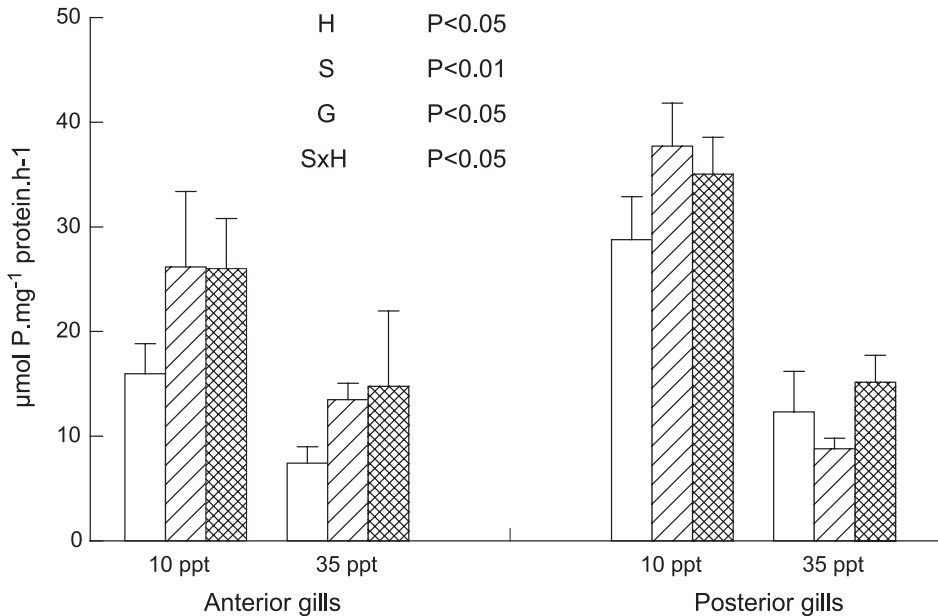 50
40
30
20
10
0
µmol P.mg⁻¹ protein.h-1
H P<0.05
S P<0.01
G P<0.05
SxH P<0.05
10 ppt 35 ppt 10 ppt 35 ppt
Anterior gills Posterior gills